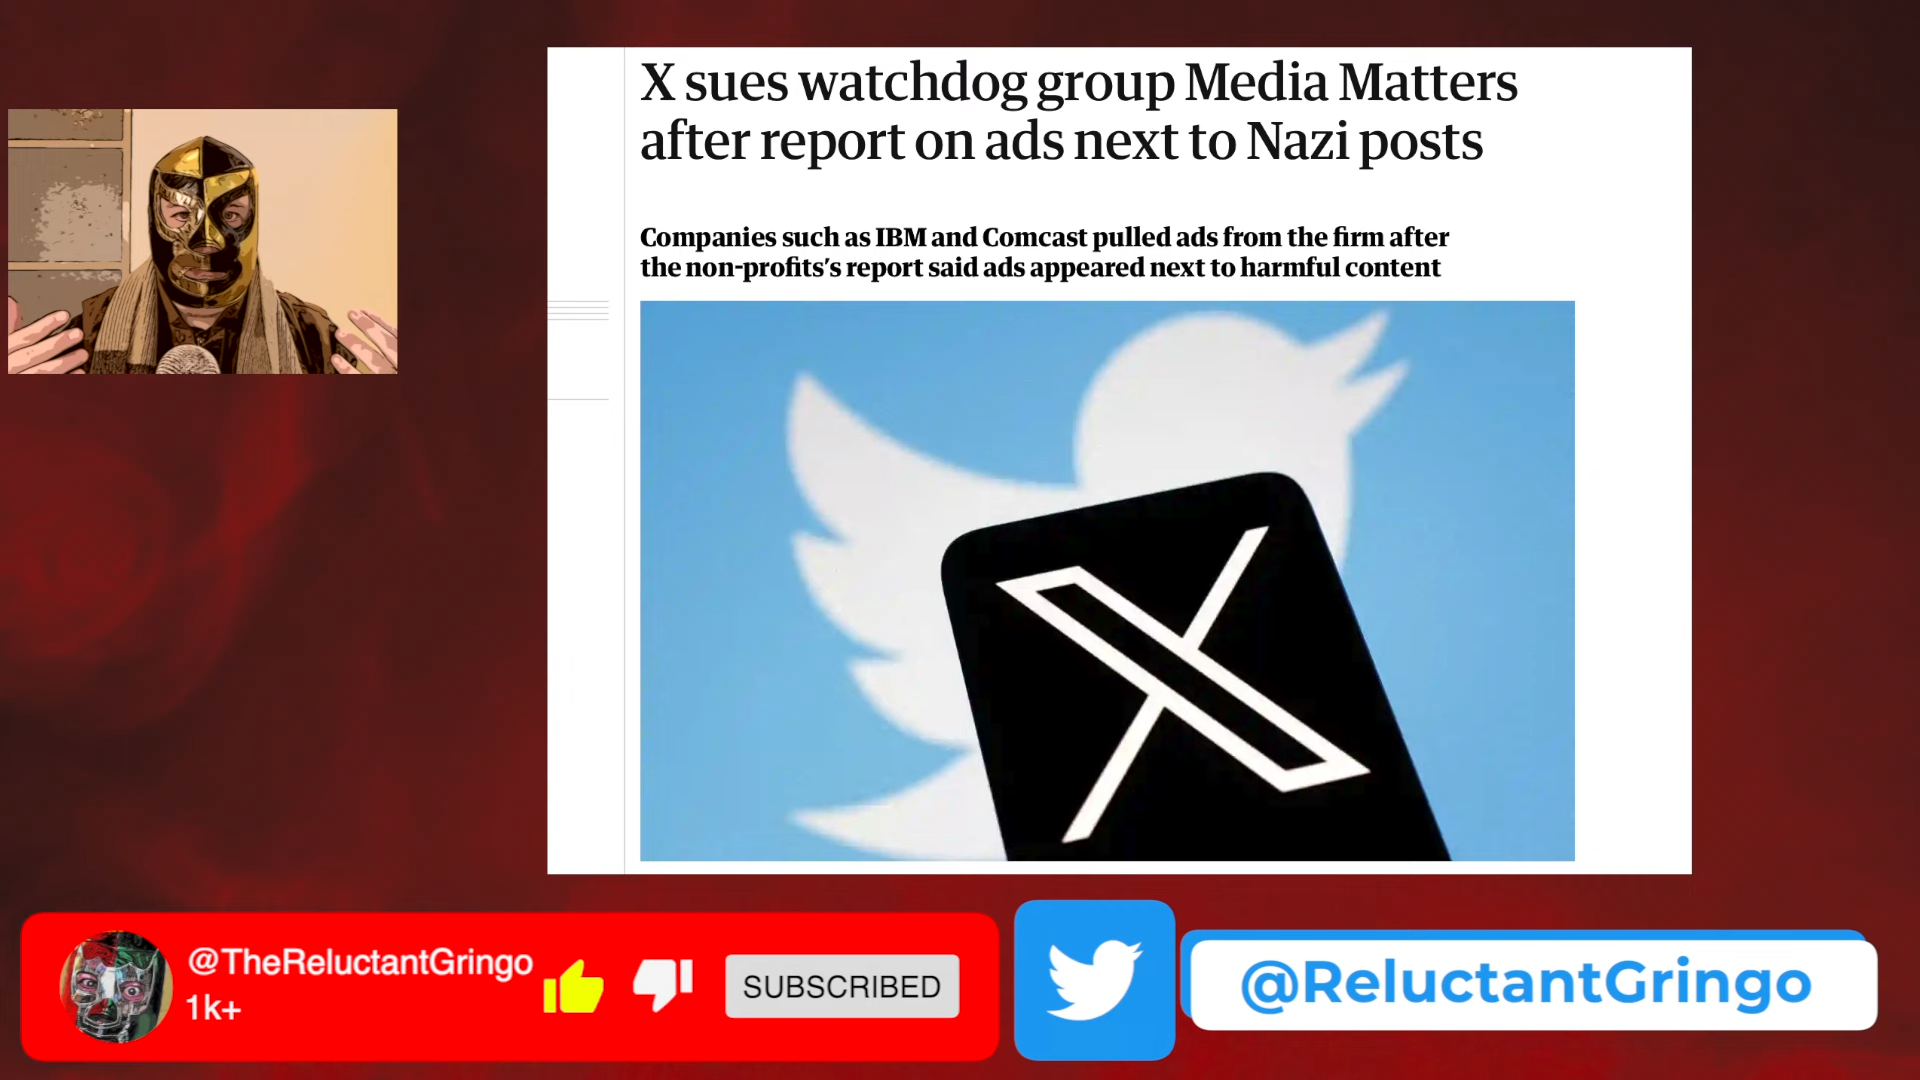 X sues watchdog group Media Matters
after report on ads next to Nazi posts
Companies such as IBM and Comcast pulled ads from the firm after
the non-profits's report said ads appeared next to harmful content
@TheReluctantGringo
1k+
SUBSCRIBED
@ReluctantGringo